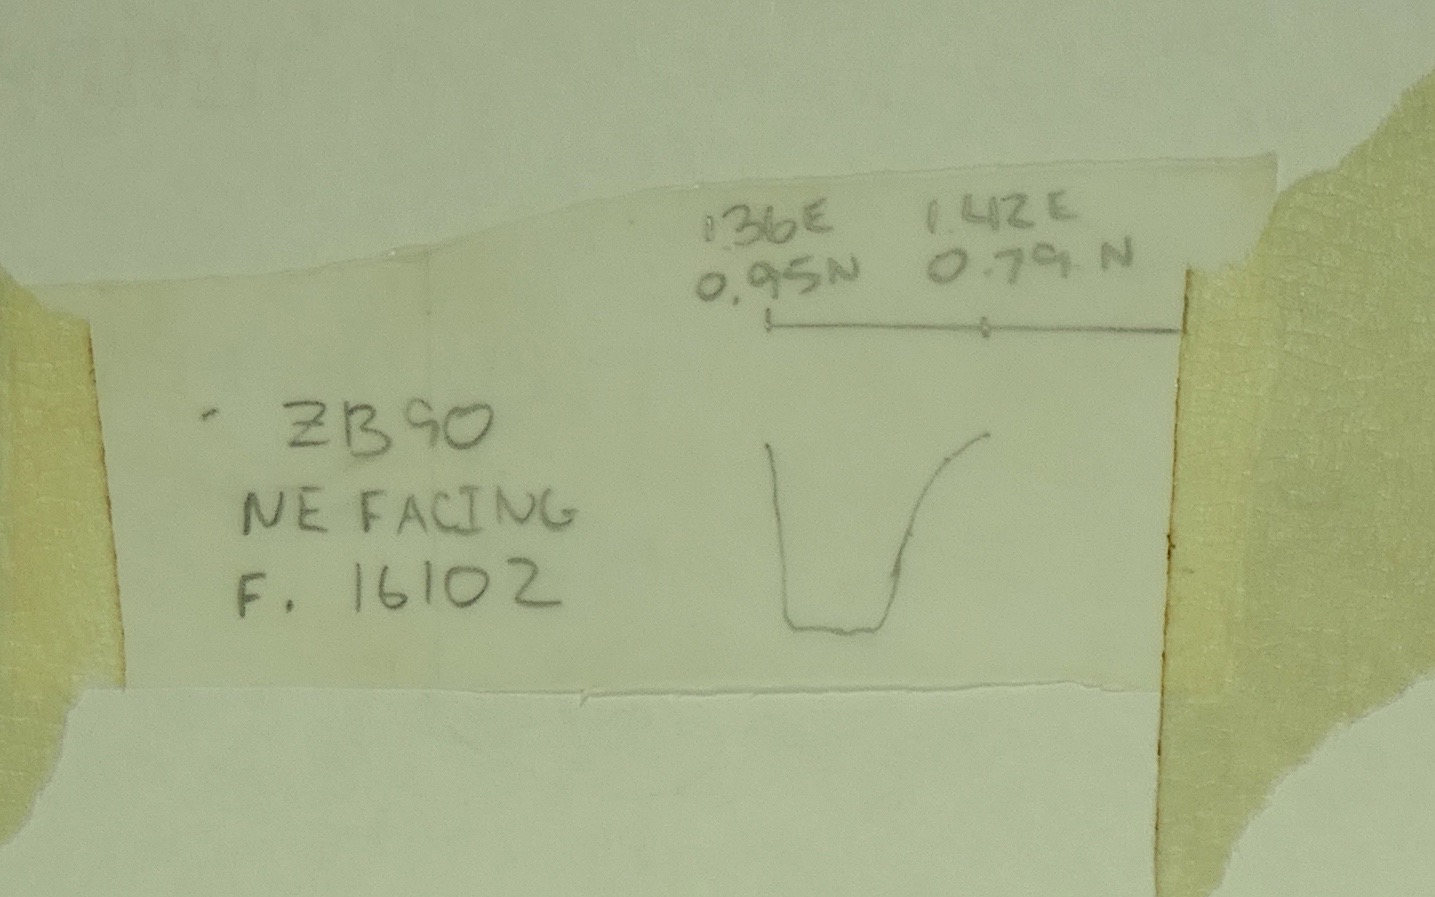 1.36E 1.42E
0.95N 0.79 N
ZB90
NE FACING
F. 16102